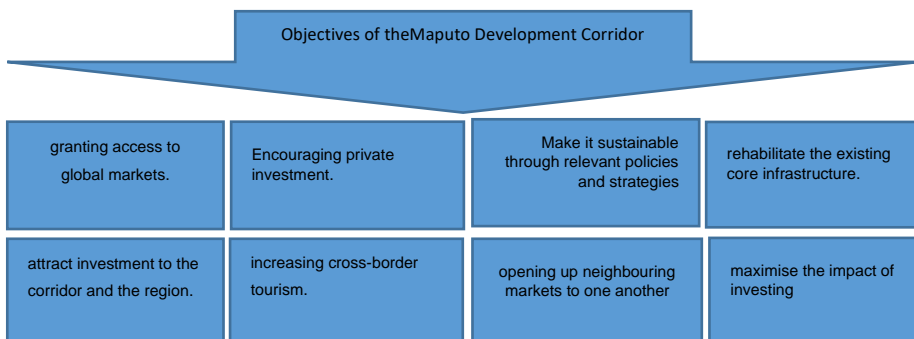 Objectives of theMaputo Development Corridor
granting access to
global markets.
Encouraging private
investment.
Make it sustainable
through relevant policies
and strategies
rehabilitate the existing
core infrastructure.
attract investment to the
corridor and the region.
increasing cross-border
tourism.
opening up neighbouring
markets to one another
maximise the impact of
investing